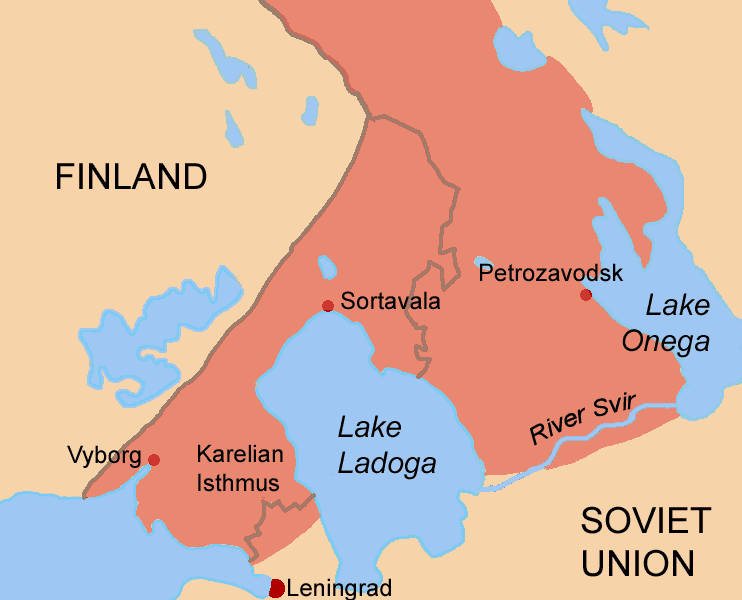 FINLAND
Petrozavodsk
Sortavala
Lake
Onega
River Svir
Lake
Ladoga
Vyborg
Karelian
Isthmus
SOVIET
UNION
Leningrad